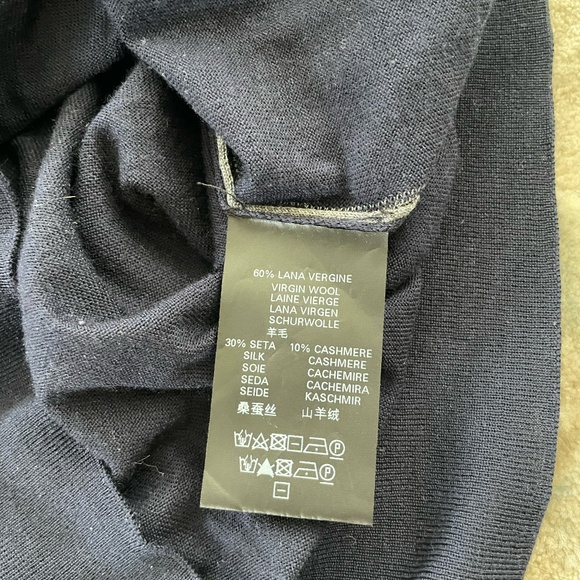 60% LANA VERGINE
VIRGIN WOOL
LAINE VIERGE
LANA VIRGEN
SCHURWOLLE
羊毛
30% SETA 10% CASHMERE
SILK CASHMERE
SOIE CACHEMIRE
SEDA CACHEMIRA
SEIDE KASCHMIR
桑蚕丝 山羊绒
P
P